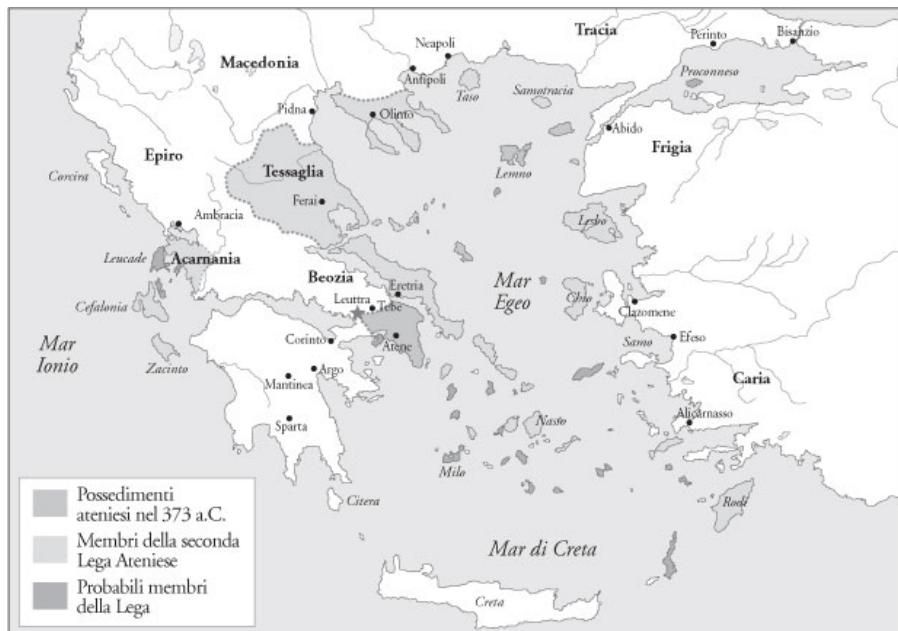 Tracia
Perinto
Bisanzio
Neapoli
Macedonia
Anfipoli
Proconneso
Taso
Samotracia
Pidna
Olinto
Abido
Epiro
Frigia
Tessaglia
Lemno
Corcira
Ferai
Ambracia
Lesbo
Leucade
Acarnania
Beozia
Mar
Egeo
Eretria
Leuttra
Tebe
Chio
Clazomene
Cefalonia
Mar
Ionio
Corinto
Atene
Samo
Efeso
Zacinto
Argo
Mantinea
Caria
Sparta
Nasso
Alicarnasso
Milo
Citera
Rodi
Mar di Creta
Creta
Possedimenti
ateniesi nel 373 a.C.
Membri della seconda
Lega Ateniese
Probabili membri
della Lega